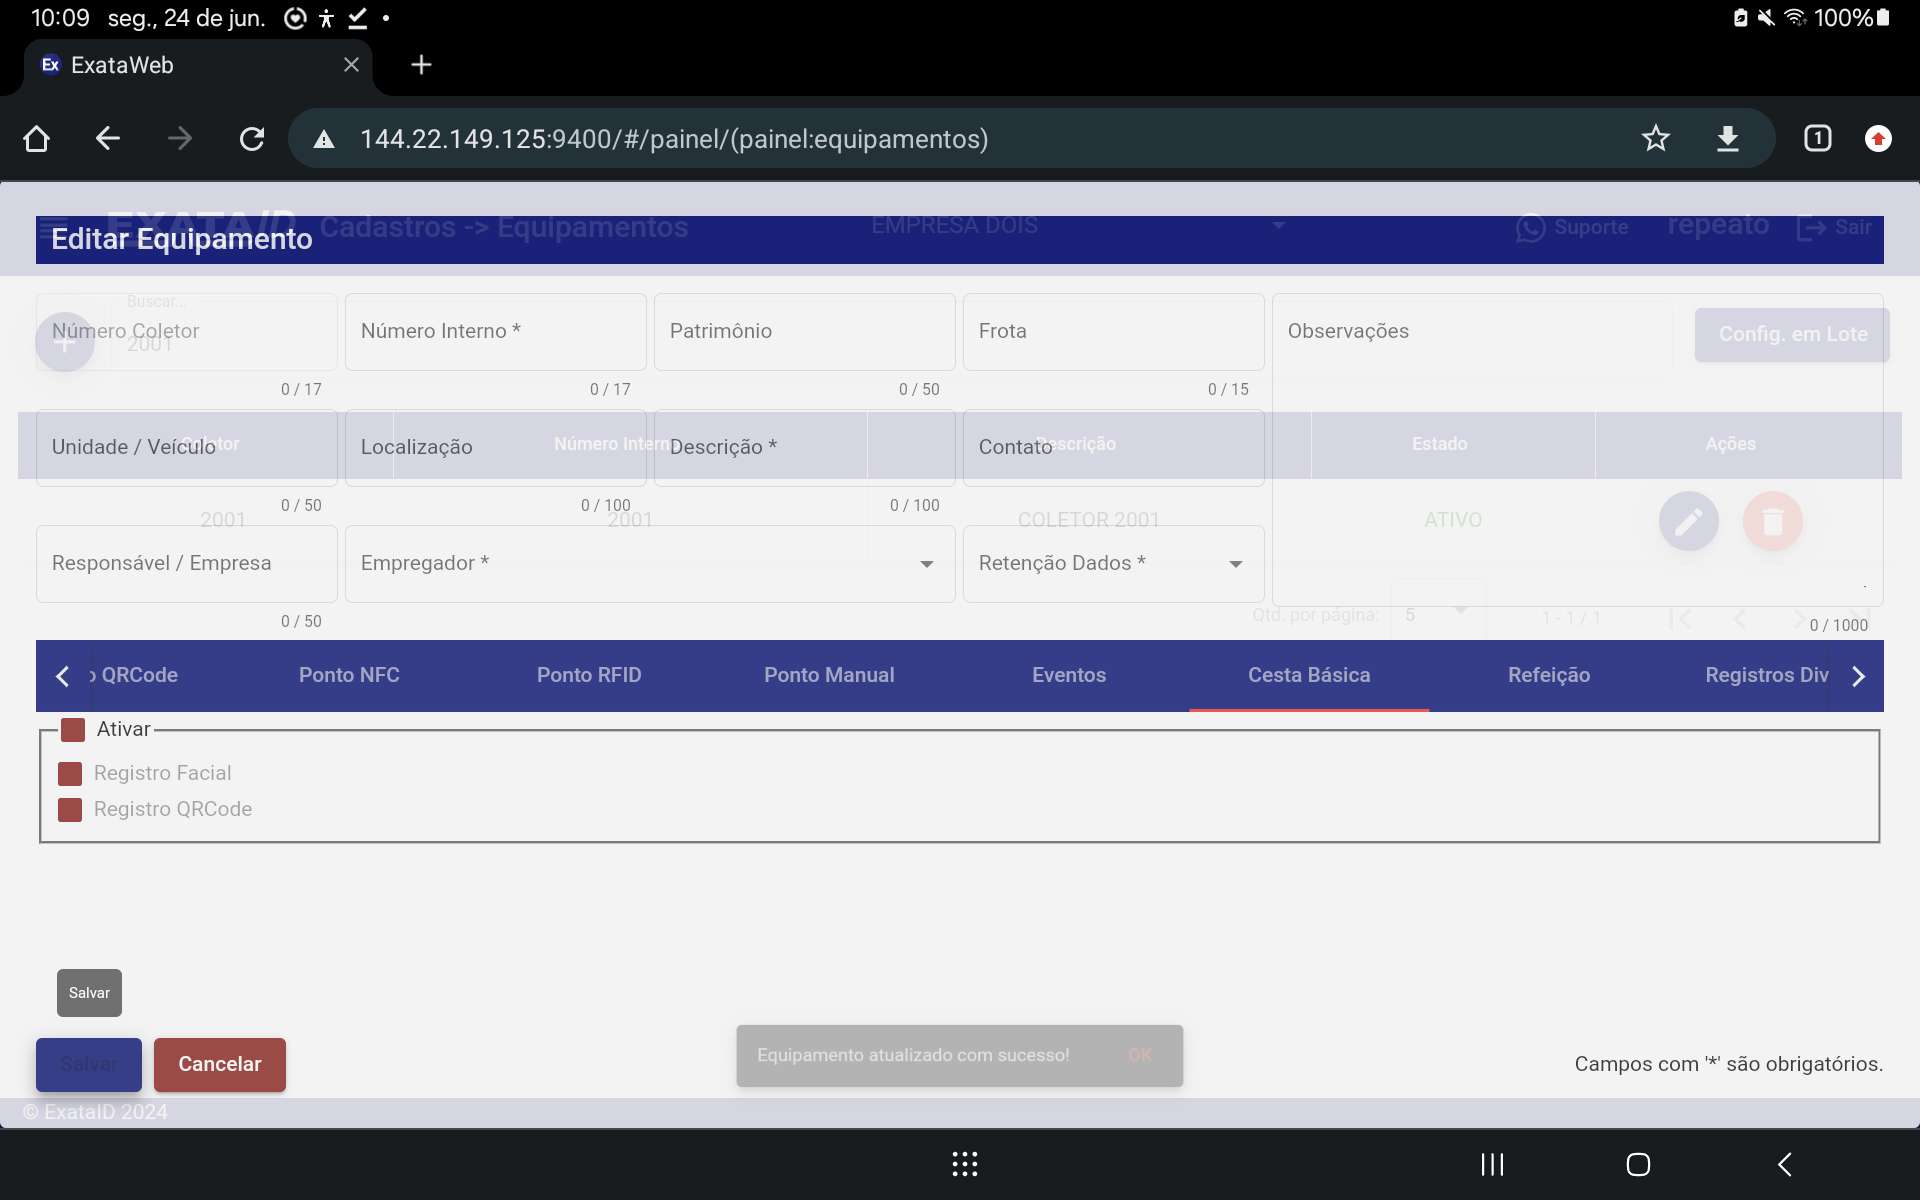 10:09 seg., 24 de jun. 100%
Ex ExataWeb
144.22.149.125:9400/#/painel/(painel:equipamentos) 1
EXATAID Cadastros -> Equipamentos EMPRESA DOIS Suporte repeato Sair
Editar Equipamento
Buscar...
2001
Número Coletor Número Interno * Patrimônio Frota Observações Config. em Lote
0 / 17 0 / 17 0 / 50 0 / 15
Coletor Número Interno Descrição Estado Ações
Unidade / Veículo Localização Descrição * Contato
0 / 50 0 / 100 0 / 100
2001 2001 COLETOR 2001 ATIVO
Responsável / Empresa Empregador * Retenção Dados *
Qtd. por página: 5 1 - 1 / 1
0 / 50 0 / 1000
o QRCode Ponto NFC Ponto RFID Ponto Manual Eventos Cesta Básica Refeição Registros Div
Ativar
Registro Facial
Registro QRCode
Salvar
Salvar Cancelar Equipamento atualizado com sucesso! OK Campos com '*' são obrigatórios.
© ExataID 2024